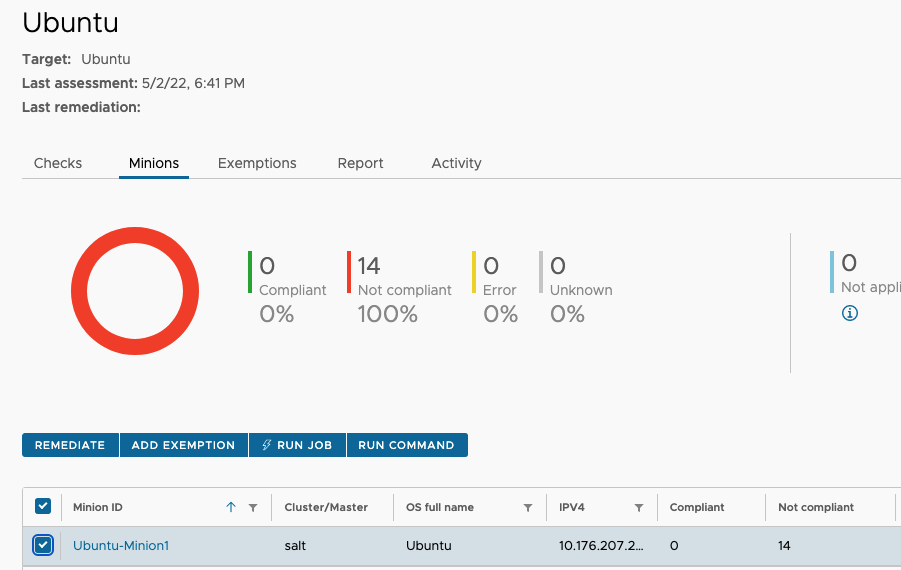 Ubuntu
Target: Ubuntu
Last assessment: 5/2/22, 6:41 PM
Last remediation:
Checks Minions Exemptions Report Activity
0 14 0 0 0
Compliant Not compliant Error Unknown Not appli
0% 100% 0% 0%
REMEDIATE ADD EXEMPTION RUN JOB RUN COMMAND
Minion ID Cluster/Master OS full name IPV4 Compliant Not compliant
Ubuntu-Minion1 salt Ubuntu 10.176.207.2... 0 14